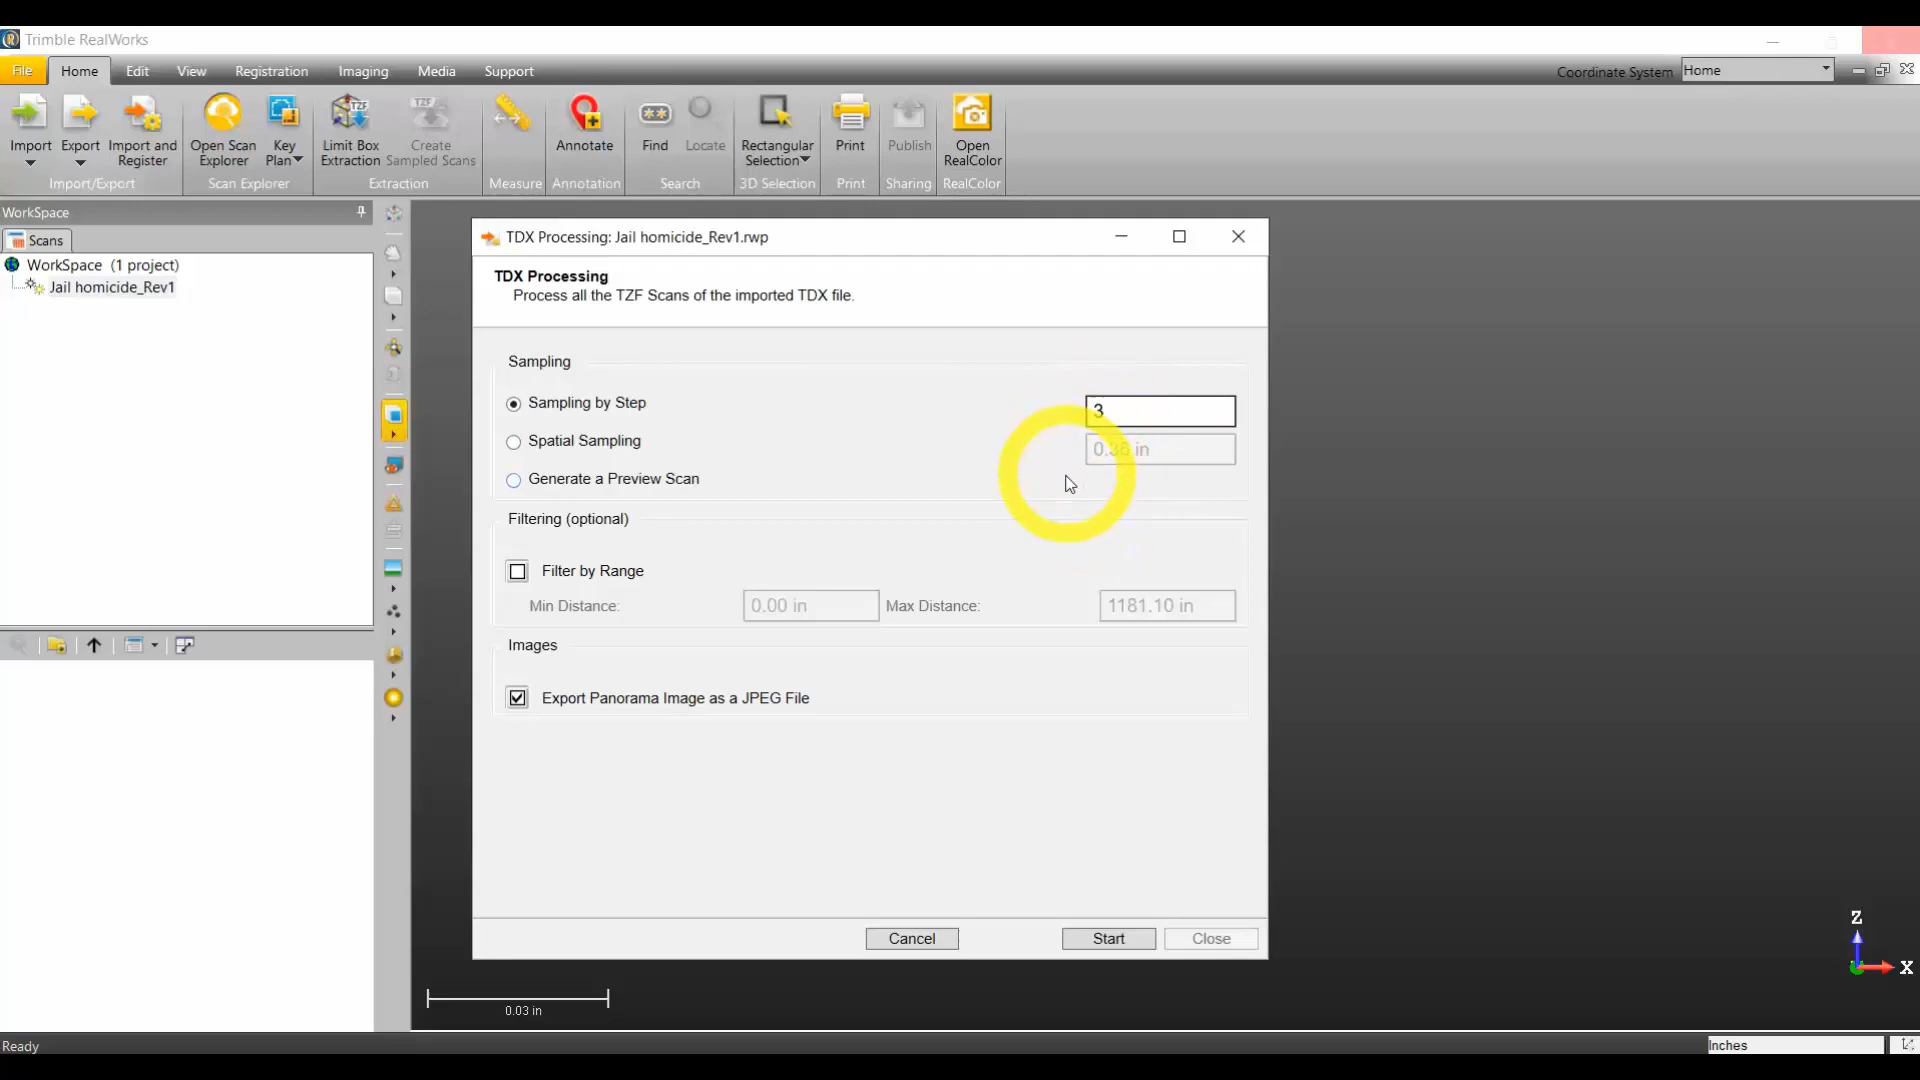 Trimble RealWorks
File Home Edit View Registration Imaging Media Support
Coordinate System Home
Import Export Import and Register
Import/Export
Open Scan Explorer Key Plan
Scan Explorer
Limit Box Extraction Create Sampled Scans
Extraction
Measure
Annotate
Annotation
Find Locate
Search
Rectangular Selection
3D Selection
Print
Print
Publish
Sharing
Open RealColor
RealColor
WorkSpace
Scans
WorkSpace (1 project)
Jail homicide_Rev1
TDX Processing: Jail homicide_Rev1.rwp
TDX Processing
Process all the TZF Scans of the imported TDX file.
Sampling
Sampling by Step 3
Spatial Sampling in
Generate a Preview Scan
Filtering (optional)
Filter by Range
Min Distance: 0.00 in Max Distance: 1181.10 in
Images
Export Panorama Image as a JPEG File
Cancel Start Close
Z
X
0.03 in
Ready
Inches